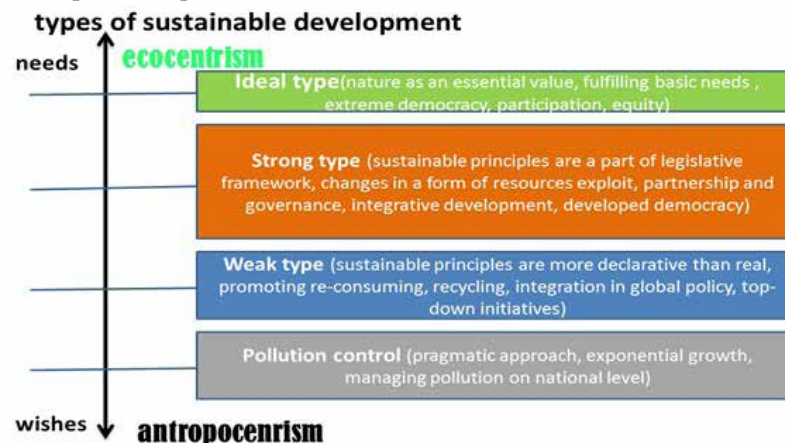 types of sustainable development
needs
ecocentrism
Ideal type(nature as an essential value, fulfilling basic needs ,
extreme democracy, participation, equity)
Strong type (sustainable principles are a part of legislative
framework, changes in a form of resources exploit, partnership and
governance, integrative development, developed democracy)
Weak type (sustainable principles are more declarative than real,
promoting re-consuming, recycling, integration in global policy, top-
down initiatives)
Pollution control (pragmatic approach, exponential growth,
managing pollution on national level)
wishes
antropocenrism